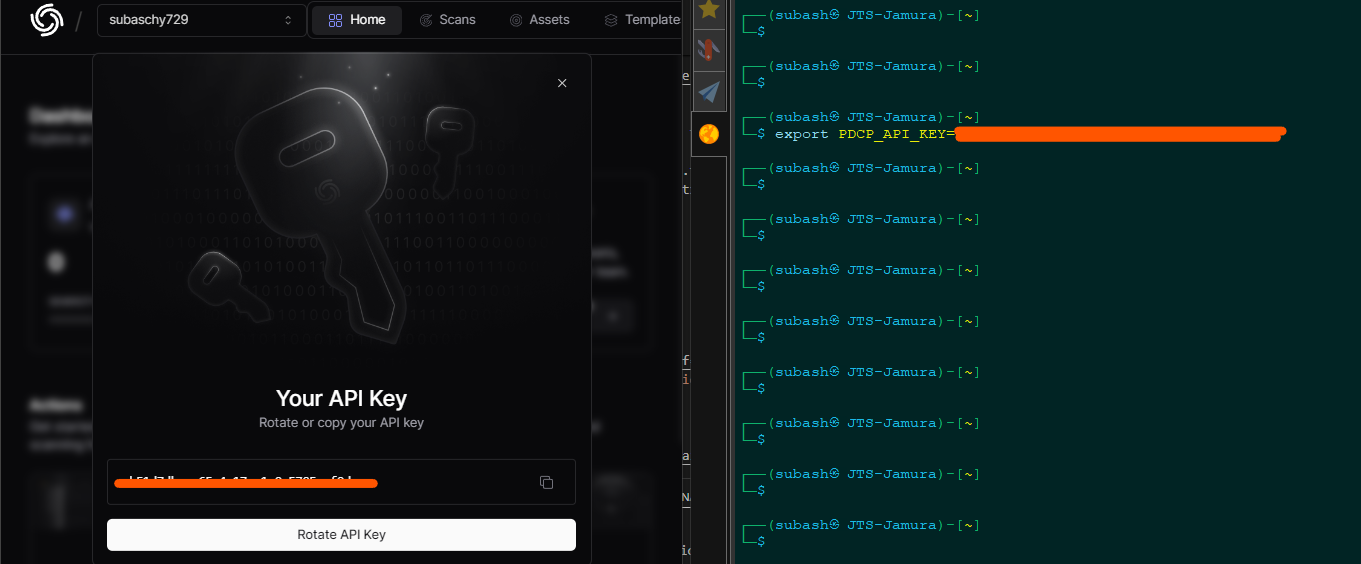 subaschy729
Home
Scans
Assets
Template
Your API Key
Rotate or copy your API key
Rotate API Key
(subash㉿ JTS-Jamura)-[~]
$
(subash㉿ JTS-Jamura)-[~]
$
(subash㉿ JTS-Jamura)-[~]
$ export PDCP_API_KEY=
(subash㉿ JTS-Jamura)-[~]
$
(subash㉿ JTS-Jamura)-[~]
$
(subash㉿ JTS-Jamura)-[~]
$
(subash㉿ JTS-Jamura)-[~]
$
(subash㉿ JTS-Jamura)-[~]
$
(subash㉿ JTS-Jamura)-[~]
$
(subash㉿ JTS-Jamura)-[~]
$
(subash㉿ JTS-Jamura)-[~]
$